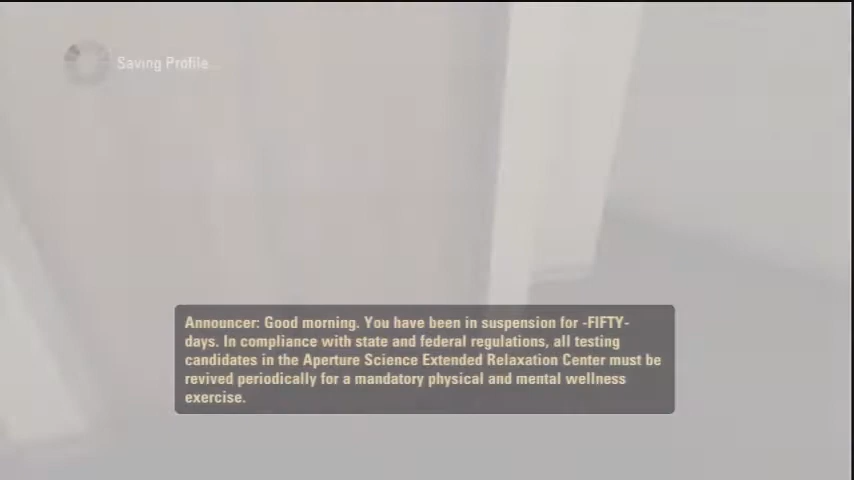 Saving Profile...
Announcer: Good morning. You have been in suspension for -FIFTY-
days. In compliance with state and federal regulations, all testing
candidates in the Aperture Science Extended Relaxation Center must be
revived periodically for a mandatory physical and mental wellness
exercise.